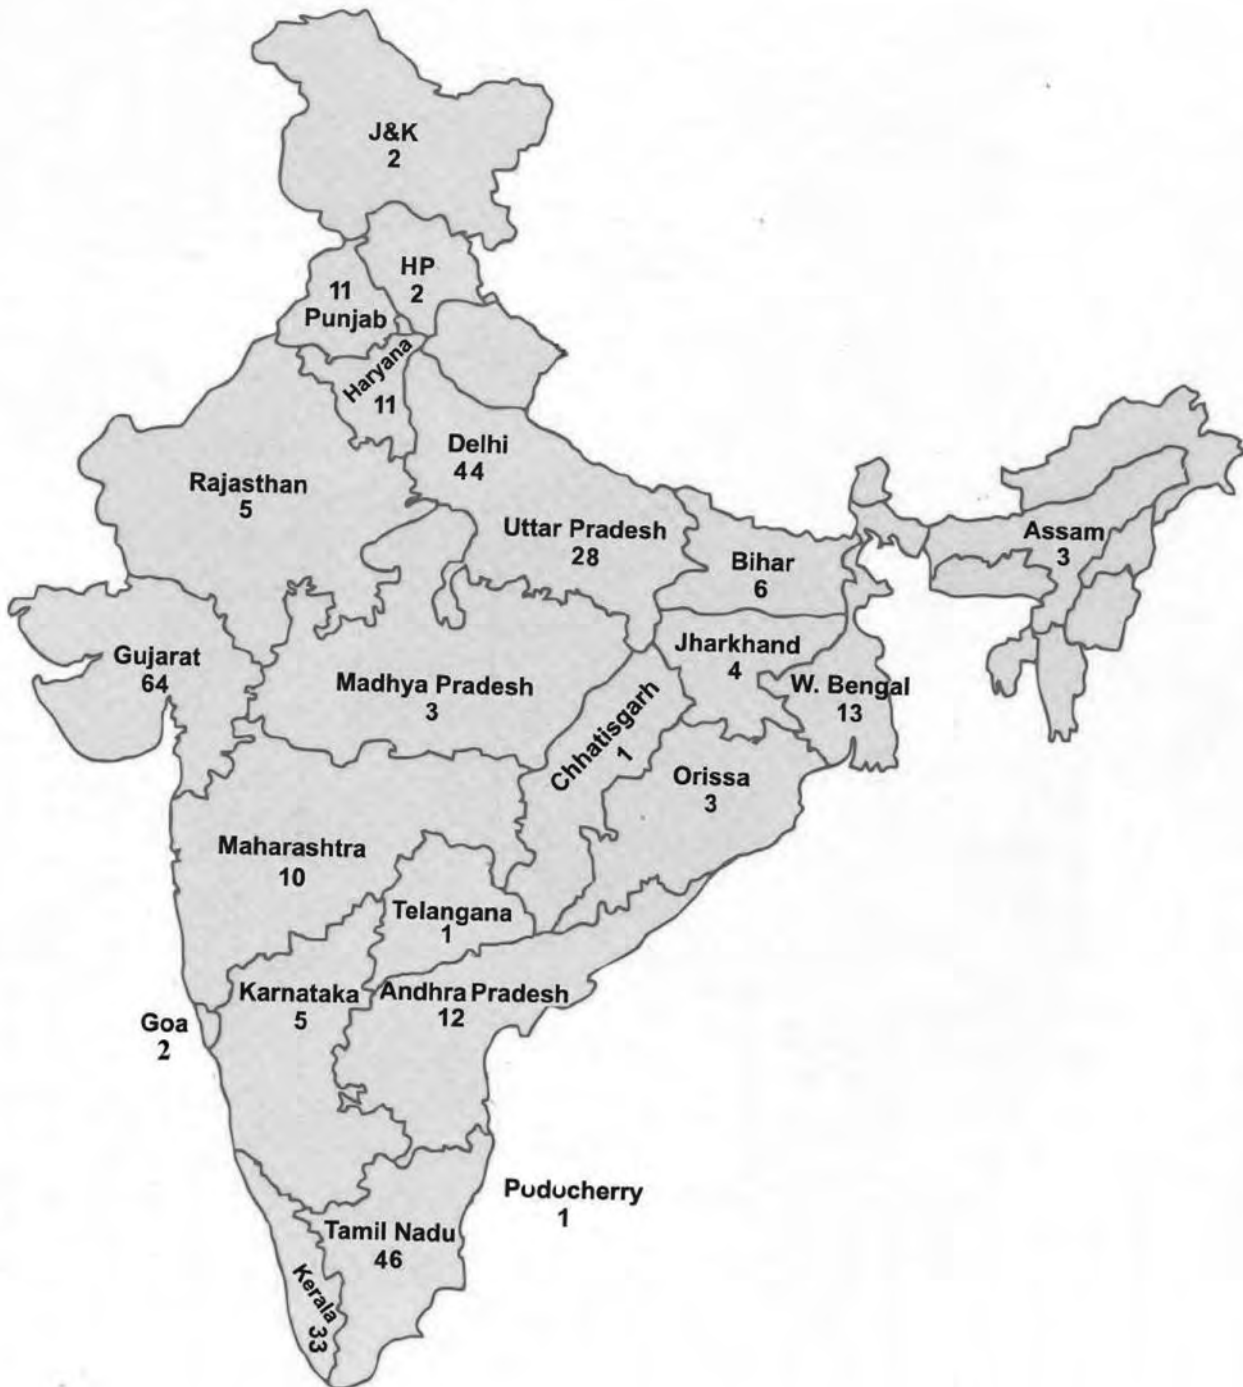 J&K
2
HP
2
11
Punjab
Haryana
11
Delhi
44
Rajasthan
5
Uttar Pradesh
28
Bihar
6
Assam
3
Gujarat
64
Madhya Pradesh
3
Jharkhand
4
W. Bengal
13
Chhatisgarh
1
Orissa
3
Maharashtra
10
Telangana
1
Karnataka
5
Andhra Pradesh
12
Goa
2
Puducherry
1
Tamil Nadu
46
Kerala
33